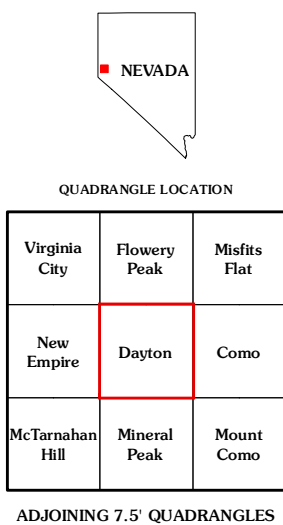 NEVADA
QUADRANGLE LOCATION
Virginia
City
Flowery
Peak
Misfits
Flat
New
Empire
Dayton
Como
McTarnahan
Hill
Mineral
Peak
Mount
Como
ADJOINING 7.5' QUADRANGLES